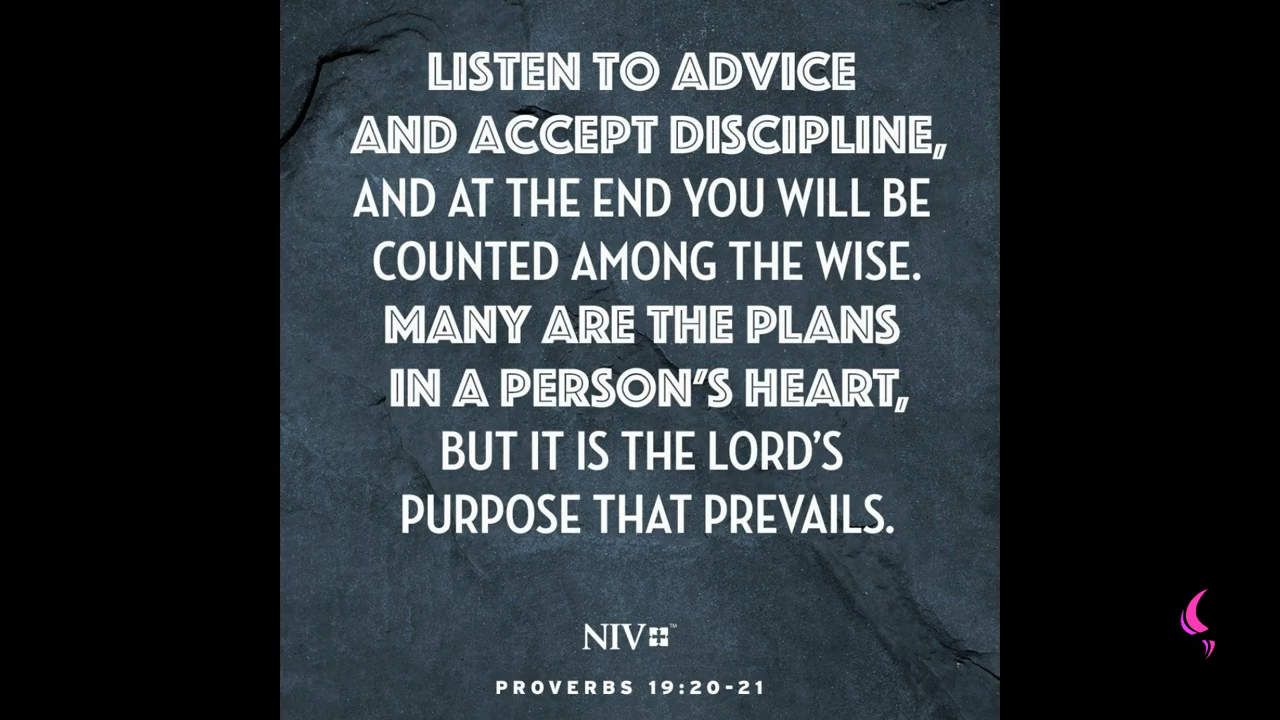 LISTEN TO ADVICE
AND ACCEPT DISCIPLINE,
AND AT THE END YOU WILL BE
COUNTED AMONG THE WISE.
MANY ARE THE PLANS
IN A PERSON’S HEART,
BUT IT IS THE LORD’S
PURPOSE THAT PREVAILS.
NIV™
PROVERBS 19:20-21